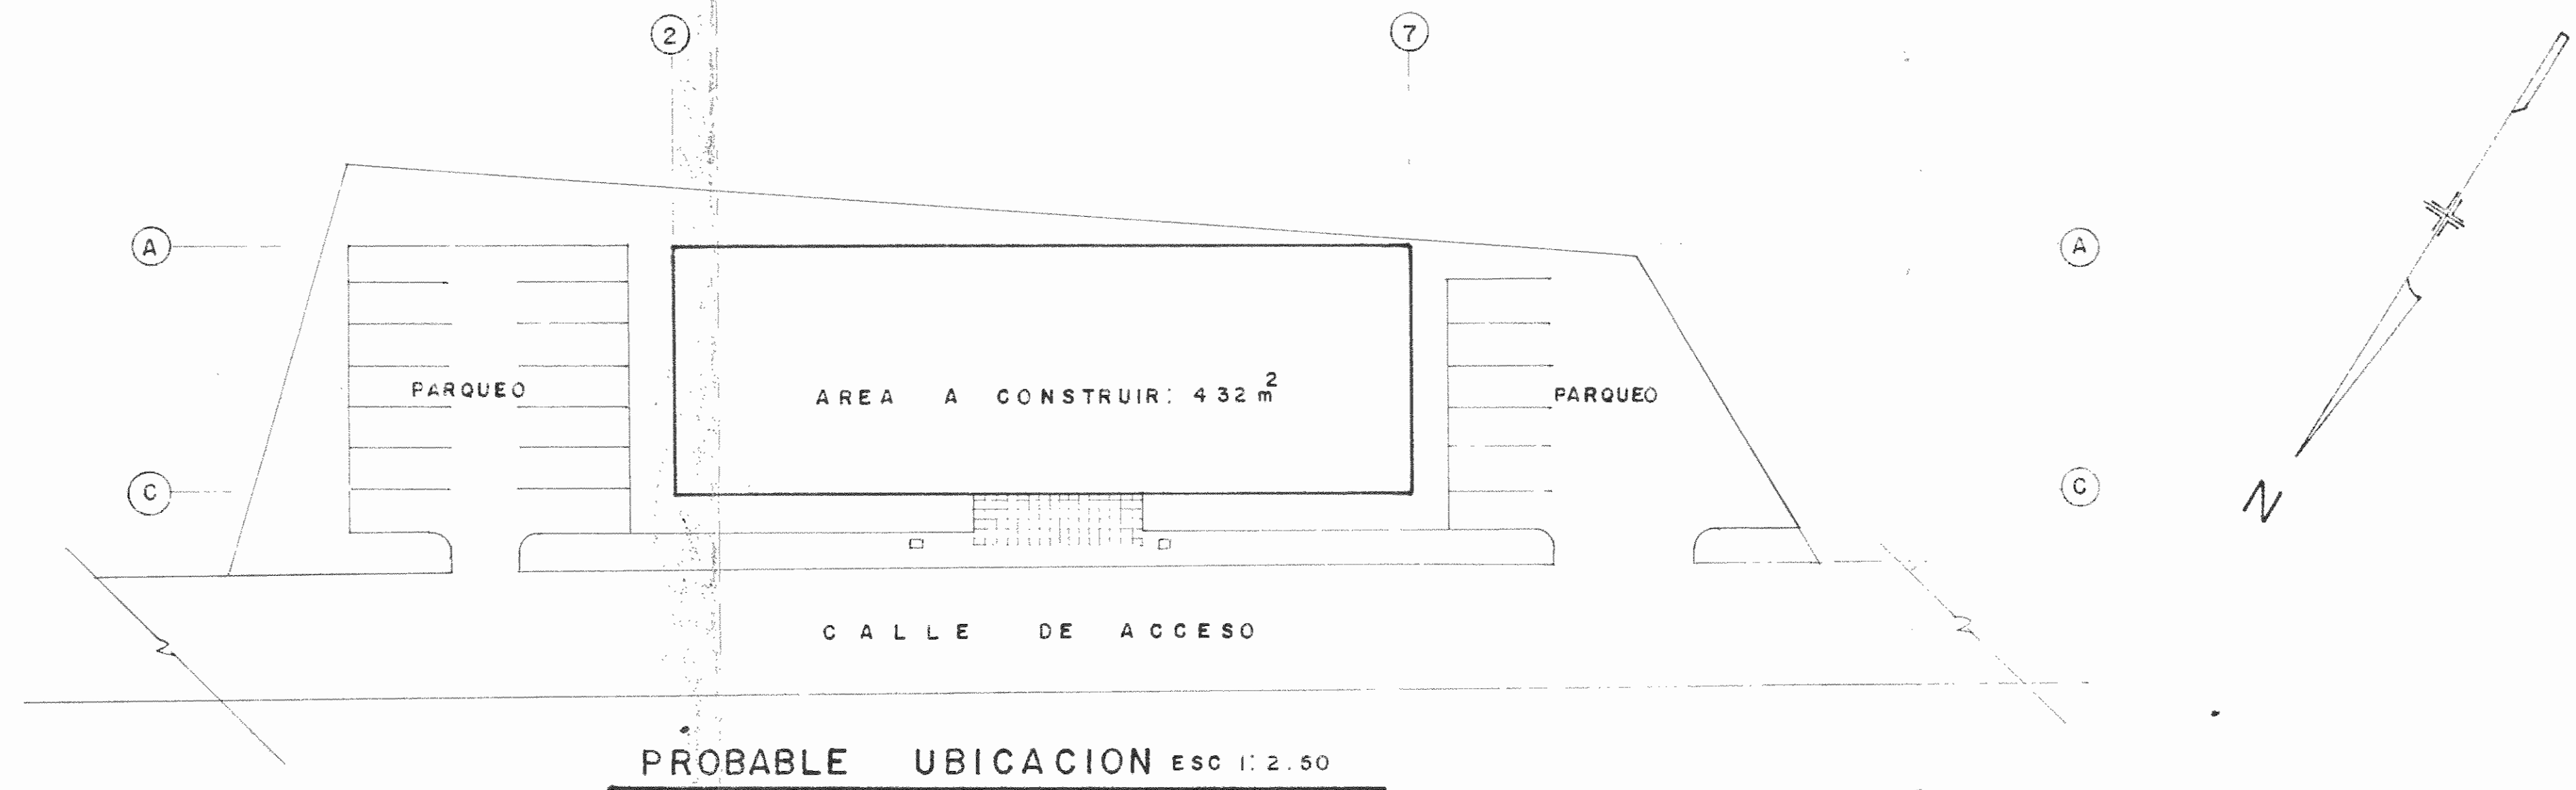 2
7
A
A
PARQUEO
AREA A CONSTRUIR: 432 m²
PARQUEO
C
C
N
CALLE DE ACCESO
PROBABLE UBICACION ESC 1:2.50